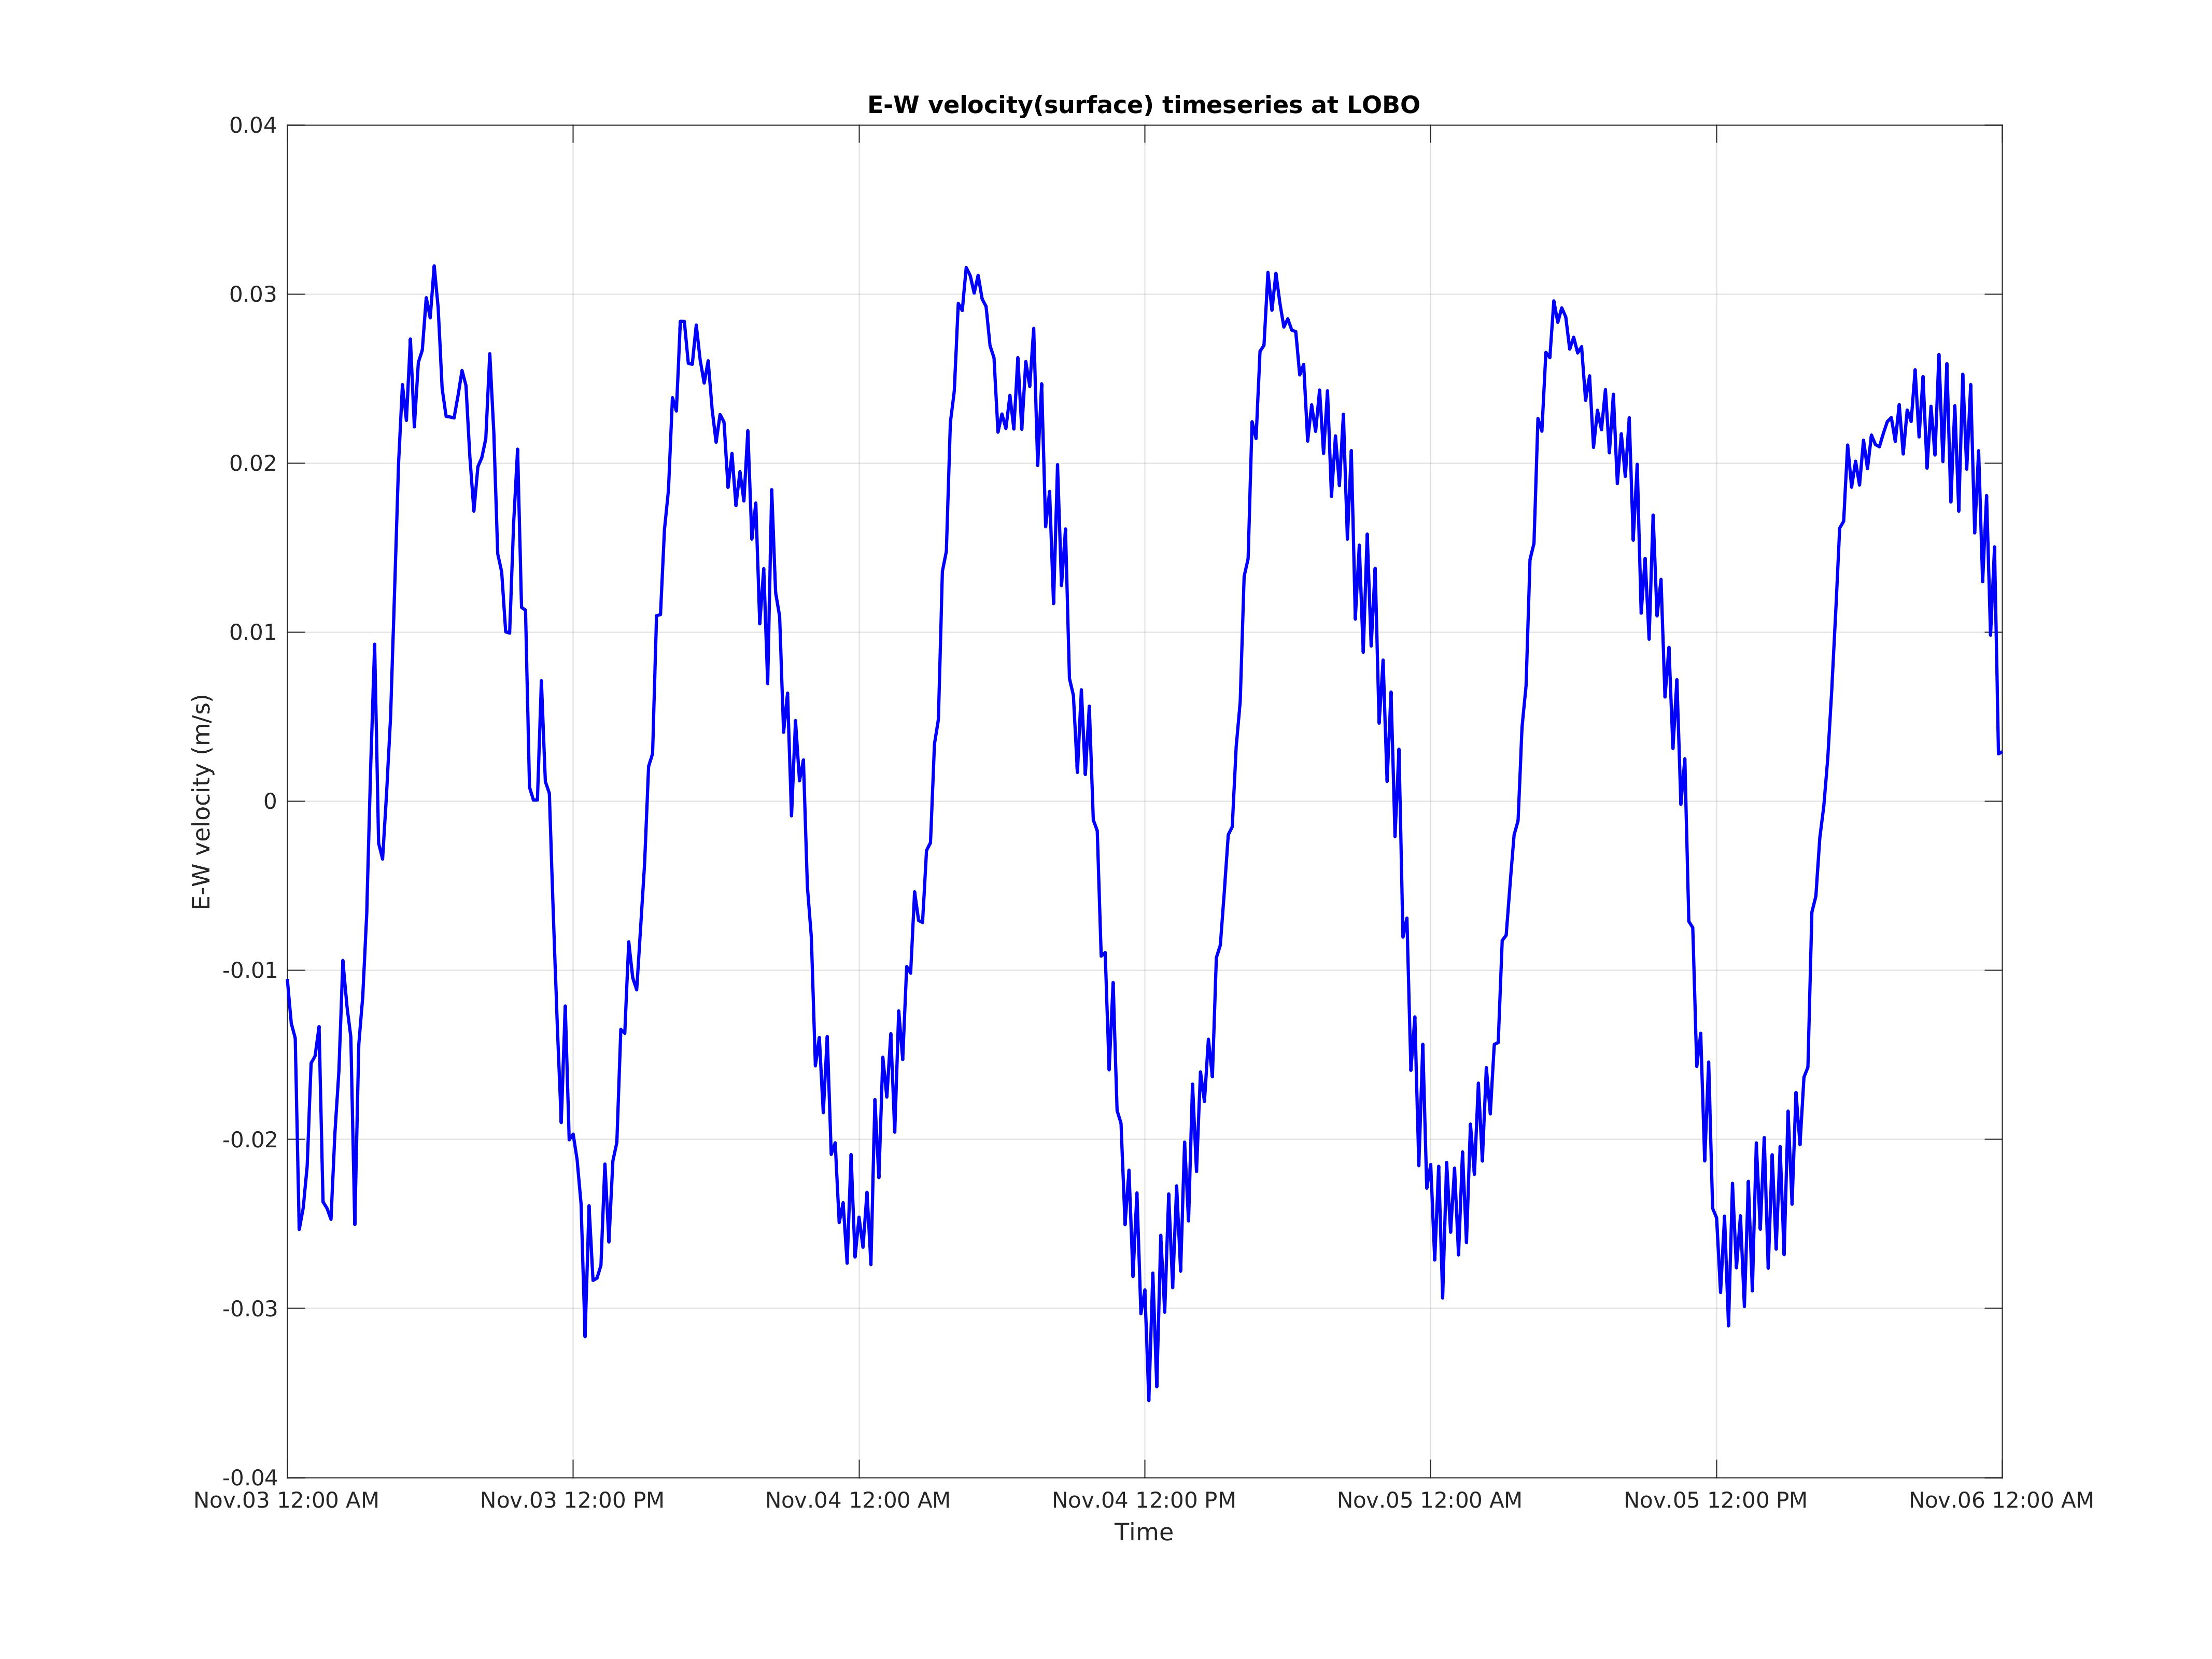 E-W velocity(surface) timeseries at LOBO
0.04
0.03
0.02
0.01
0
-0.01
-0.02
-0.03
-0.04
E-W velocity (m/s)
Nov.03 12:00 AM
Nov.03 12:00 PM
Nov.04 12:00 AM
Nov.04 12:00 PM
Nov.05 12:00 AM
Nov.05 12:00 PM
Nov.06 12:00 AM
Time